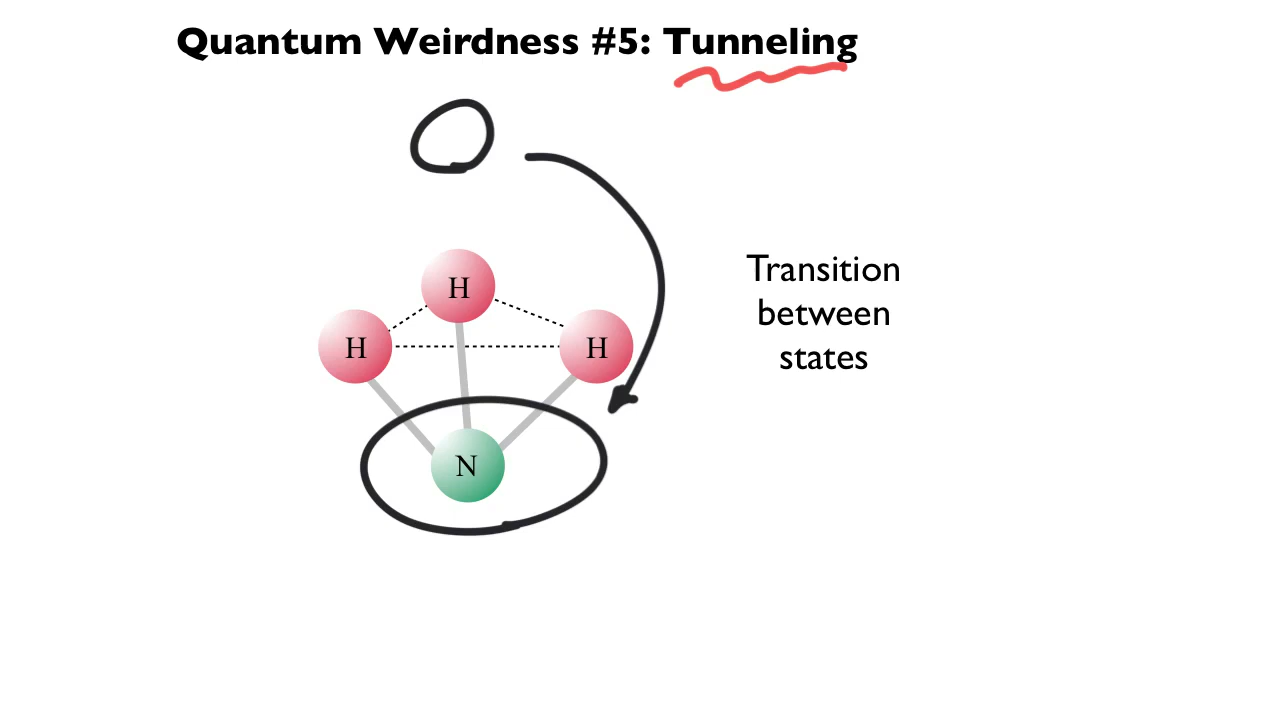 Quantum Weirdness #5: Tunneling
H
H
H
Transition
between
states
N